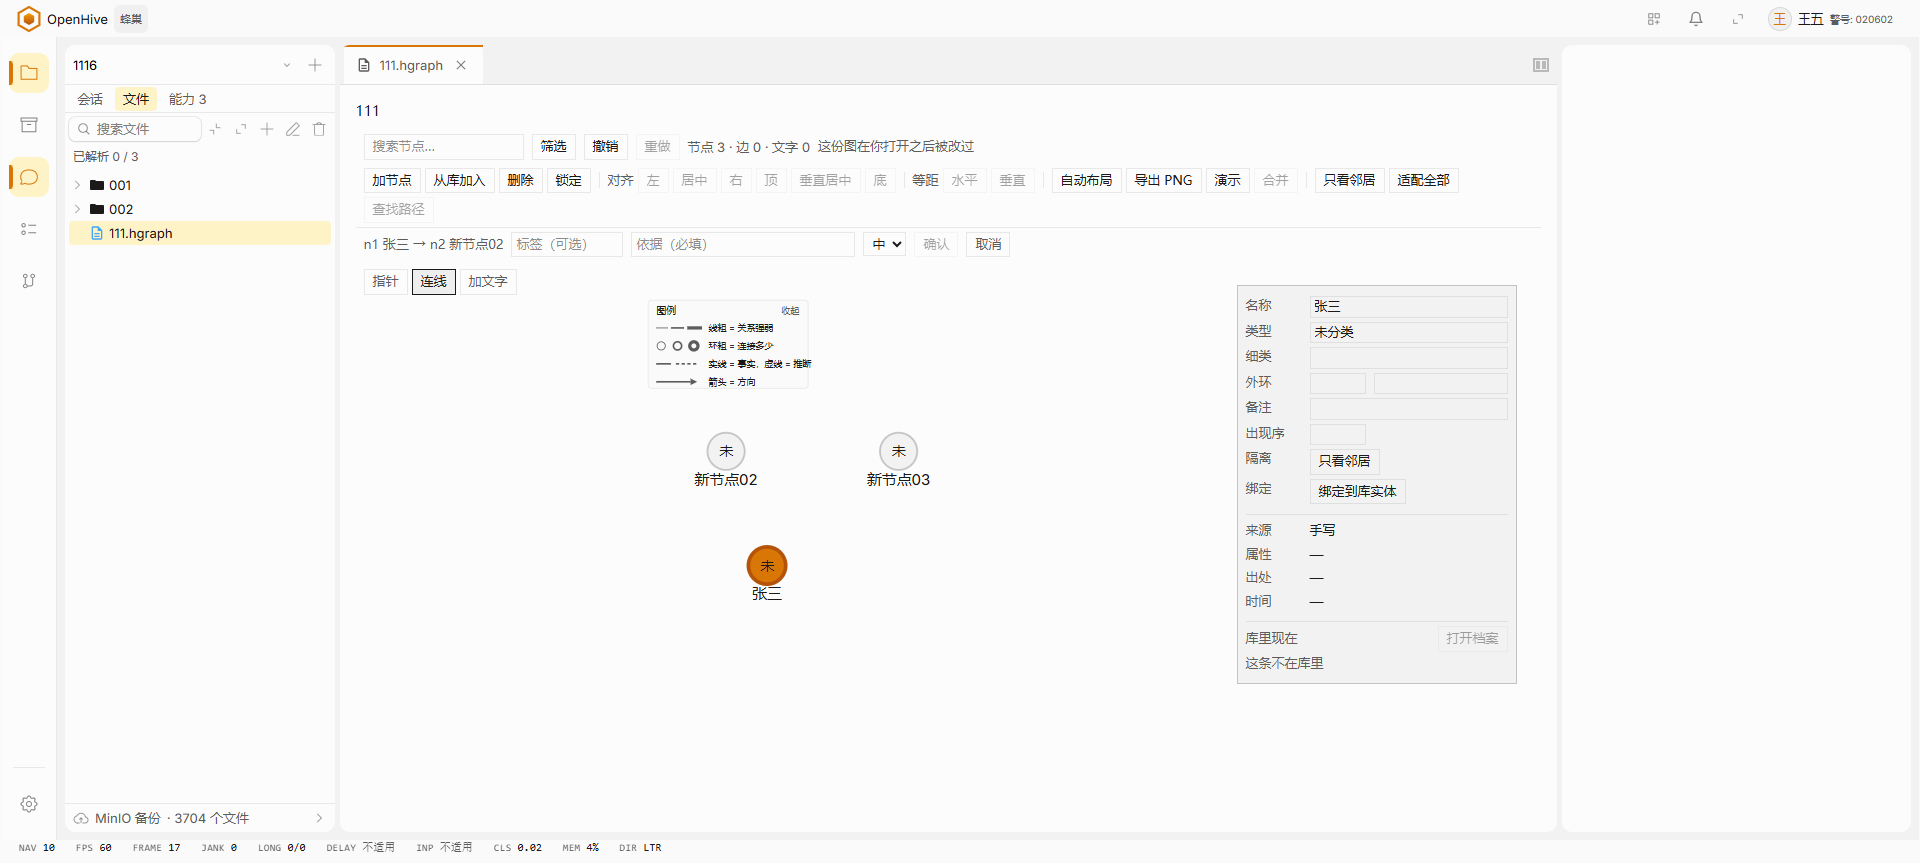 OpenHive 蜂巢
王 王五 警号: 020602
1116
会话 文件 能力 3
搜索文件
已解析 0 / 3
001
002
111.hgraph
MinIO 备份 · 3704 个文件
111.hgraph
111
搜索节点... 筛选 撤销 重做 节点 3 · 边 0 · 文字 0 这份图在你打开之后被改过
加节点 从库加入 删除 锁定 对齐 左 居中 右 顶 垂直居中 底 等距 水平 垂直 自动布局 导出 PNG 演示 合并 只看邻居 适配全部
查找路径
n1 张三 → n2 新节点02 标签（可选） 依据（必填） 中 确认 取消
指针 连线 加文字
图例 收起
线粗 = 关系强弱
环粗 = 连接多少
实线 = 事实，虚线 = 推断
箭头 = 方向
未 未
新节点02 新节点03
未
张三
名称 张三
类型 未分类
细类
外环
备注
出现序
隔离 只看邻居
绑定 绑定到库实体
来源 手写
属性 —
出处 —
时间 —
库里现在 打开档案
这条不在库里
NAV 10 FPS 60 FRAME 17 JANK 0 LONG 0/0 DELAY 不适用 INP 不适用 CLS 0.02 MEM 4% DIR LTR